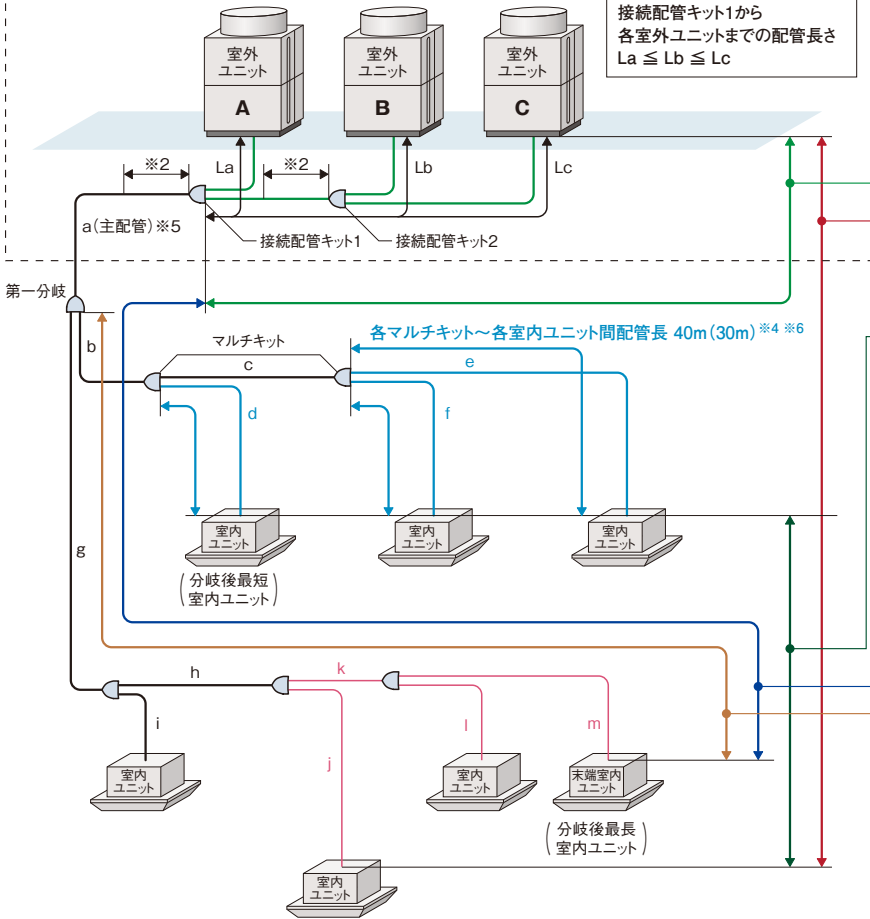 接続配管キット1から
各室外ユニットまでの配管長さ
La ≦ Lb ≦ Lc
室外
ユニット
A
室外
ユニット
B
室外
ユニット
C
※2
La
※2
Lb
Lc
a(主配管)※5
接続配管キット1
接続配管キット2
第一分岐
b
マルチキット
各マルチキット～各室内ユニット間配管長 40m(30m)※4 ※6
c
e
d
f
g
室内
ユニット
室内
ユニット
室内
ユニット
(分岐後最短
室内ユニット)
h
k
i
j
l
m
室内
ユニット
室内
ユニット
末端室内
ユニット
(分岐後最長
室内ユニット)
室内
ユニット